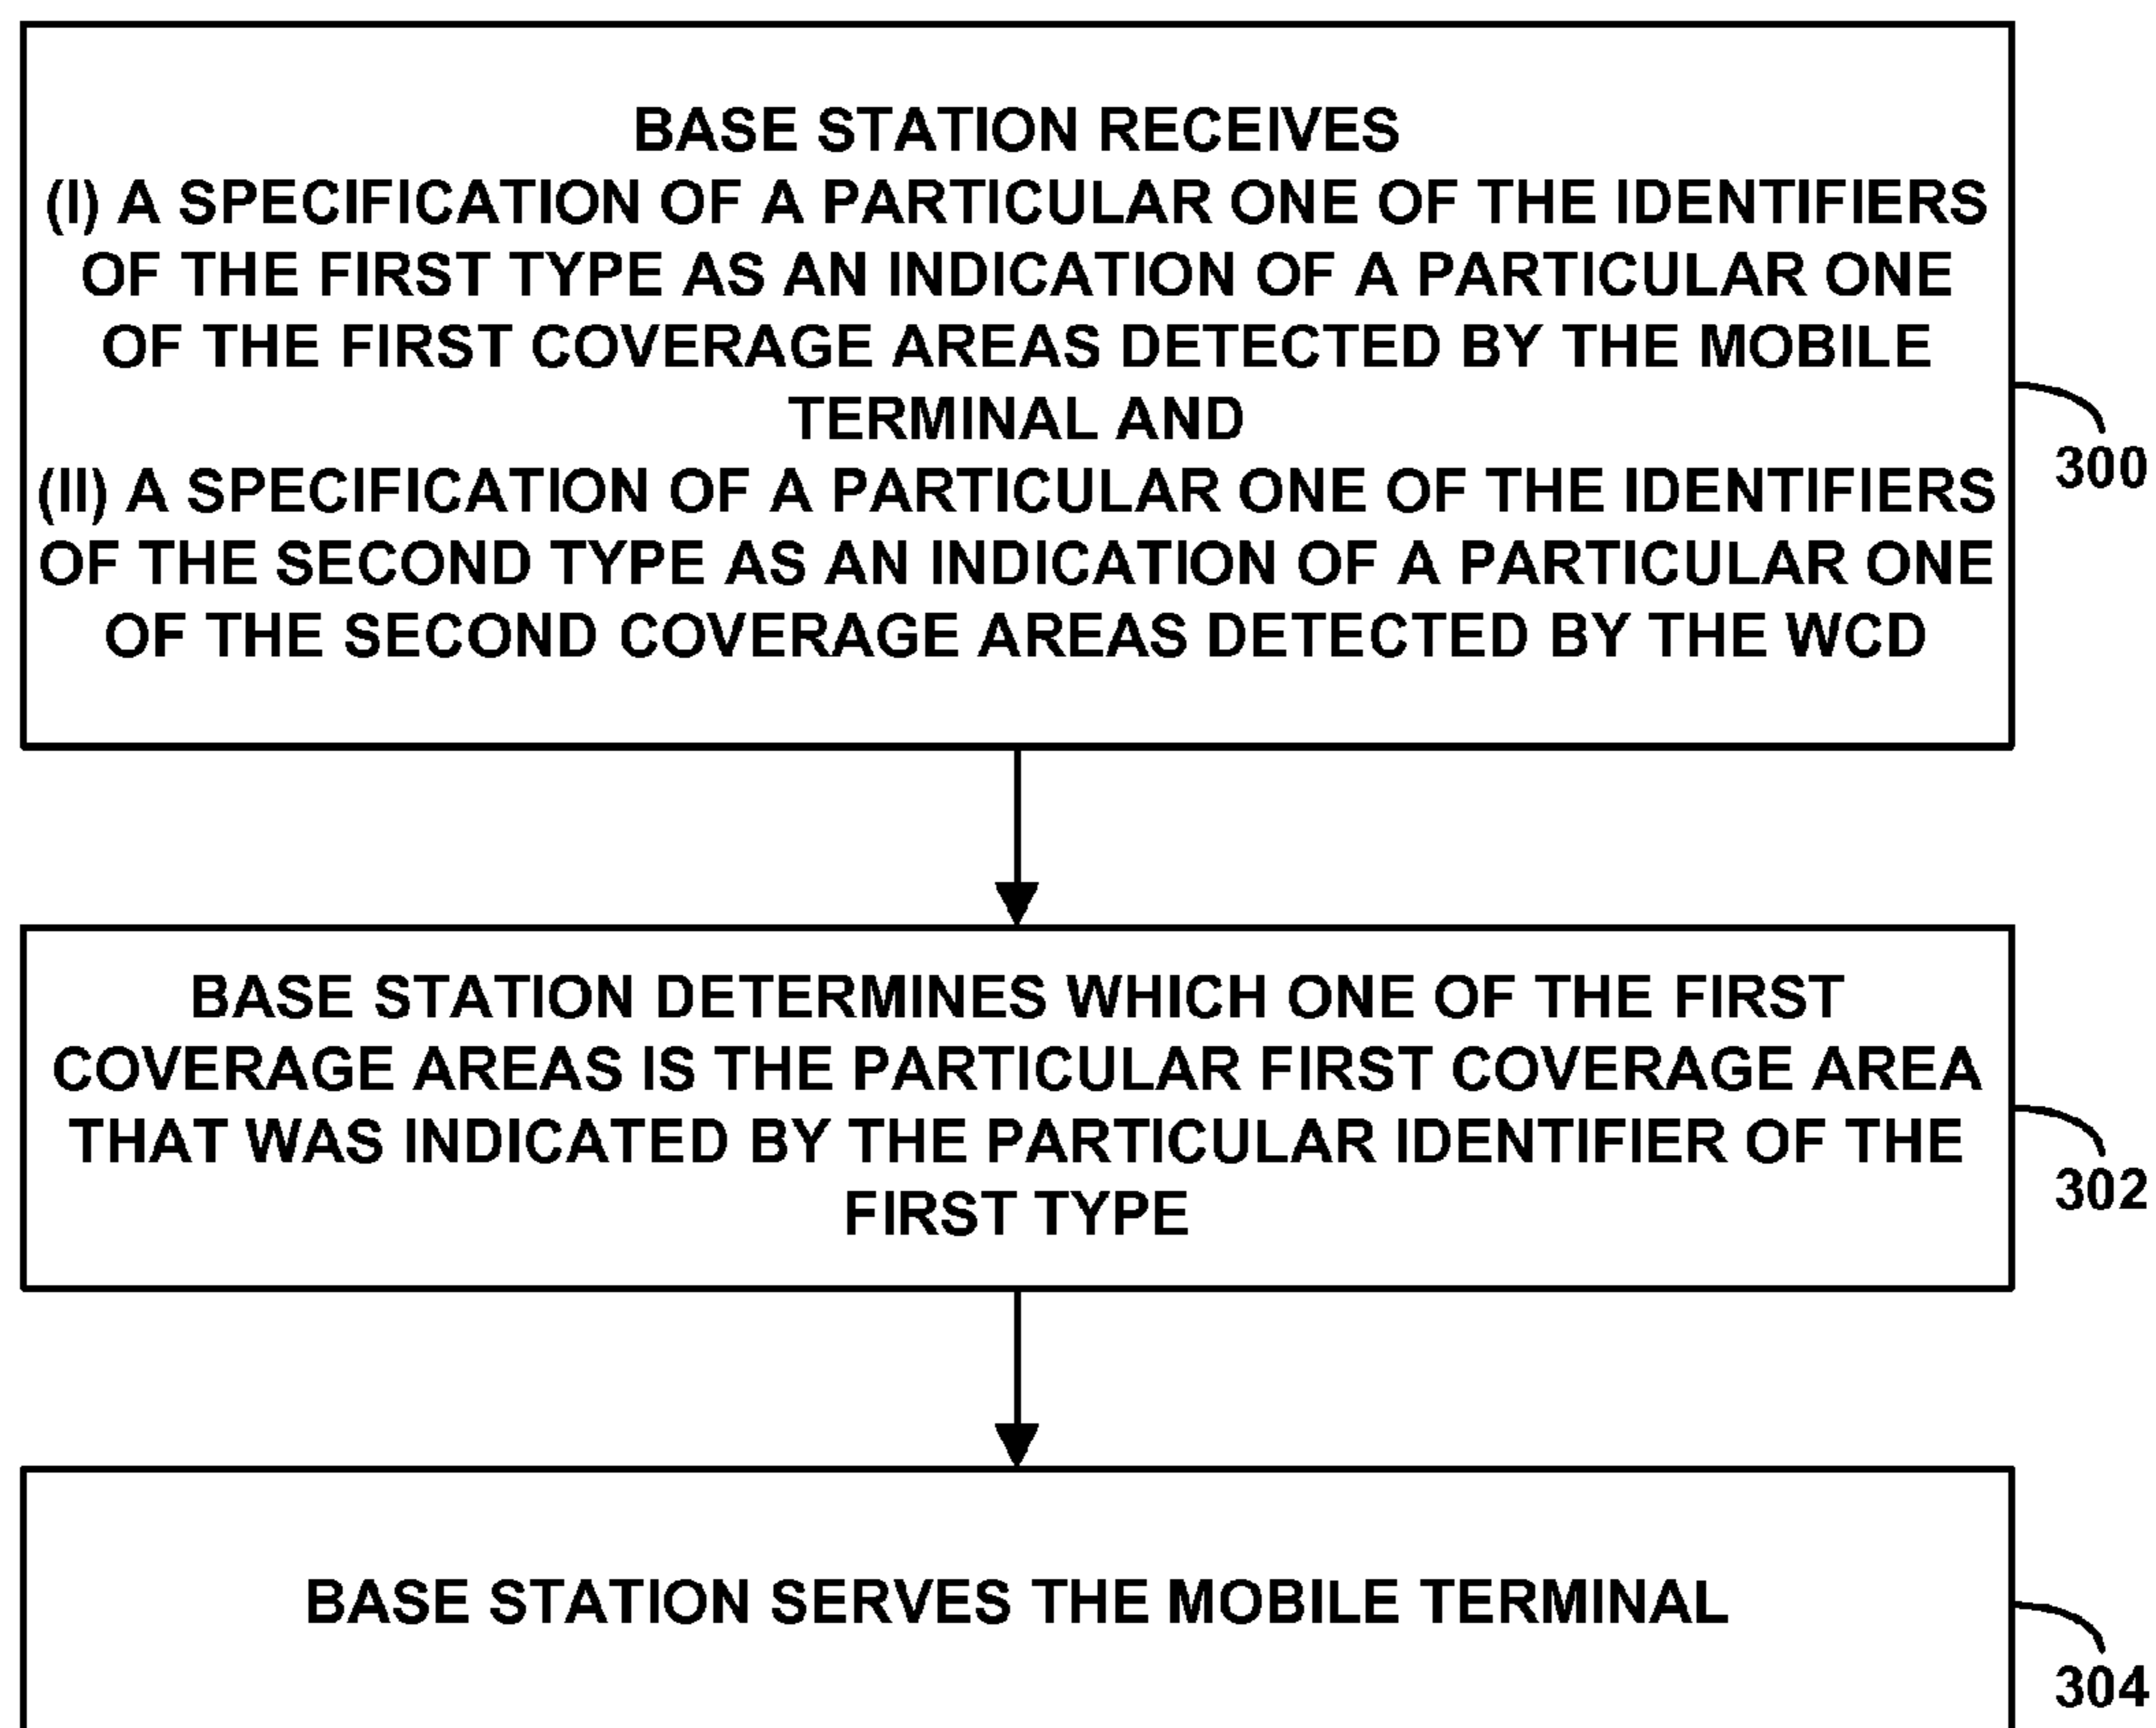 BASE STATION RECEIVES
(I) A SPECIFICATION OF A PARTICULAR ONE OF THE IDENTIFIERS
OF THE FIRST TYPE AS AN INDICATION OF A PARTICULAR ONE
OF THE FIRST COVERAGE AREAS DETECTED BY THE MOBILE
TERMINAL AND
(II) A SPECIFICATION OF A PARTICULAR ONE OF THE IDENTIFIERS
OF THE SECOND TYPE AS AN INDICATION OF A PARTICULAR ONE
OF THE SECOND COVERAGE AREAS DETECTED BY THE WCD
300
BASE STATION DETERMINES WHICH ONE OF THE FIRST
COVERAGE AREAS IS THE PARTICULAR FIRST COVERAGE AREA
THAT WAS INDICATED BY THE PARTICULAR IDENTIFIER OF THE
FIRST TYPE
302
BASE STATION SERVES THE MOBILE TERMINAL
304